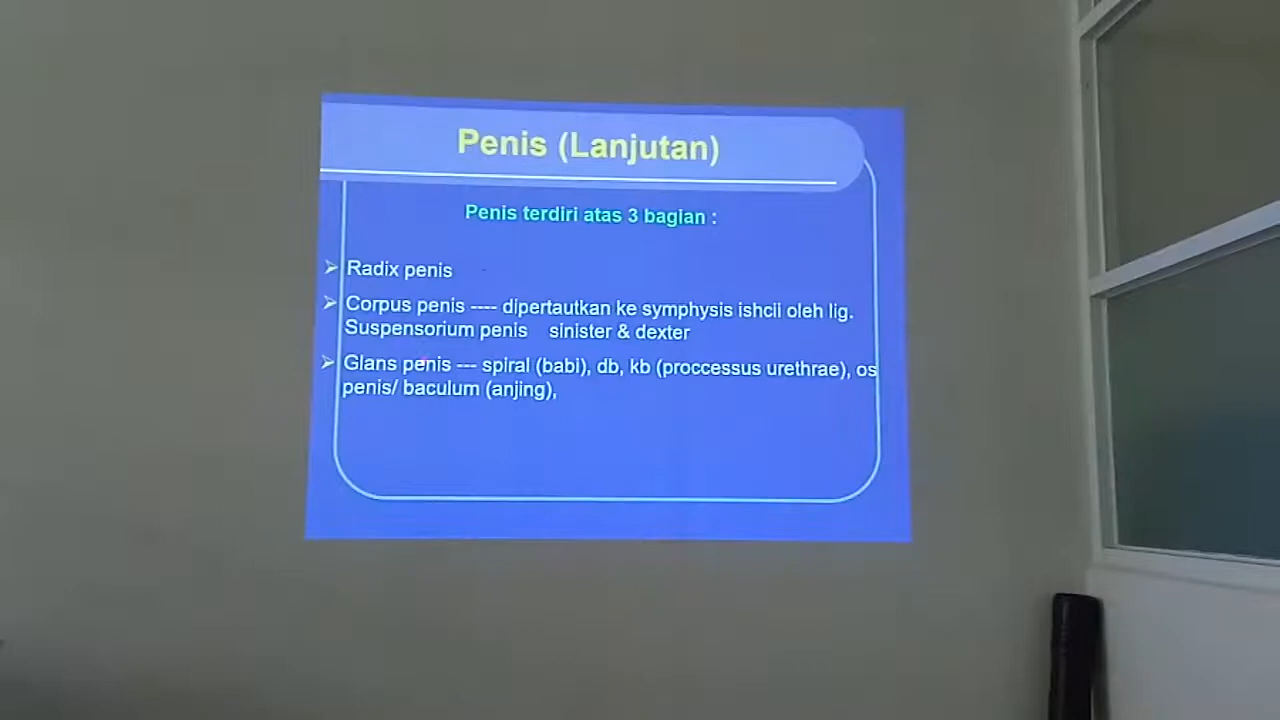 Penis (Lanjutan)
Penis terdiri atas 3 bagian :
Radix penis
Corpus penis ---- dipertautkan ke symphysis ishcii oleh lig.
Suspensorium penis sinister & dexter
Glans penis --- spiral (babi), db, kb (proccessus urethrae), os
penis/ baculum (anjing),